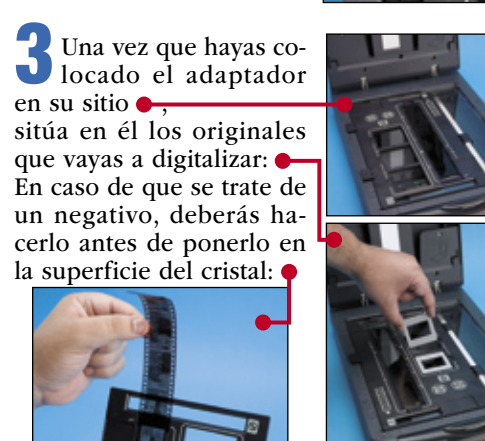 3 Una vez que hayas co-
locado el adaptador
en su sitio ,
sitúa en él los originales
que vayas a digitalizar:
En caso de que se trate de
un negativo, deberás ha-
cerlo antes de ponerlo en
la superficie del cristal: